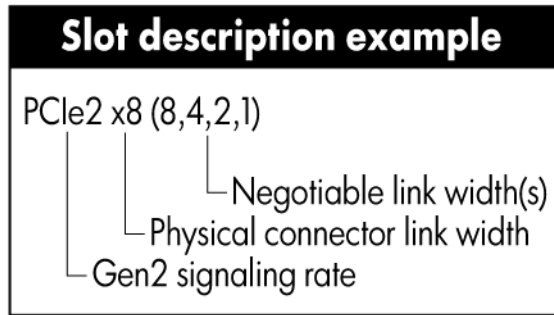 Slot description example
PCIe2 x8 (8,4,2,1)
Negotiable link width(s)
Physical connector link width
Gen2 signaling rate